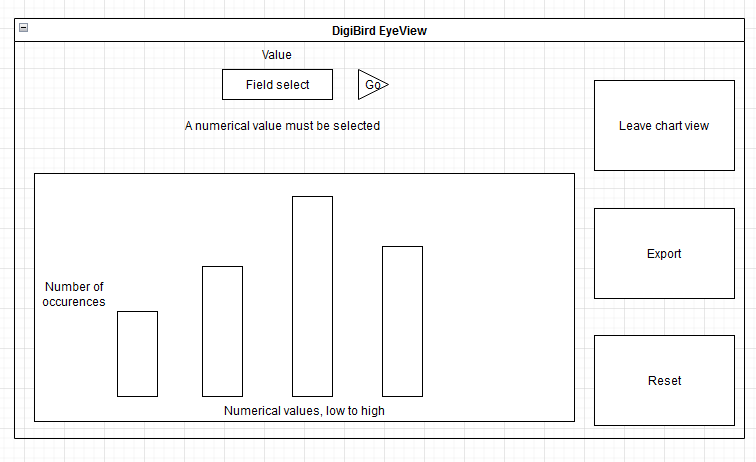 DigiBird EyeView
Value
Field select
Go
A numerical value must be selected
Leave chart view
Export
Number of
occurences
Reset
Numerical values, low to high